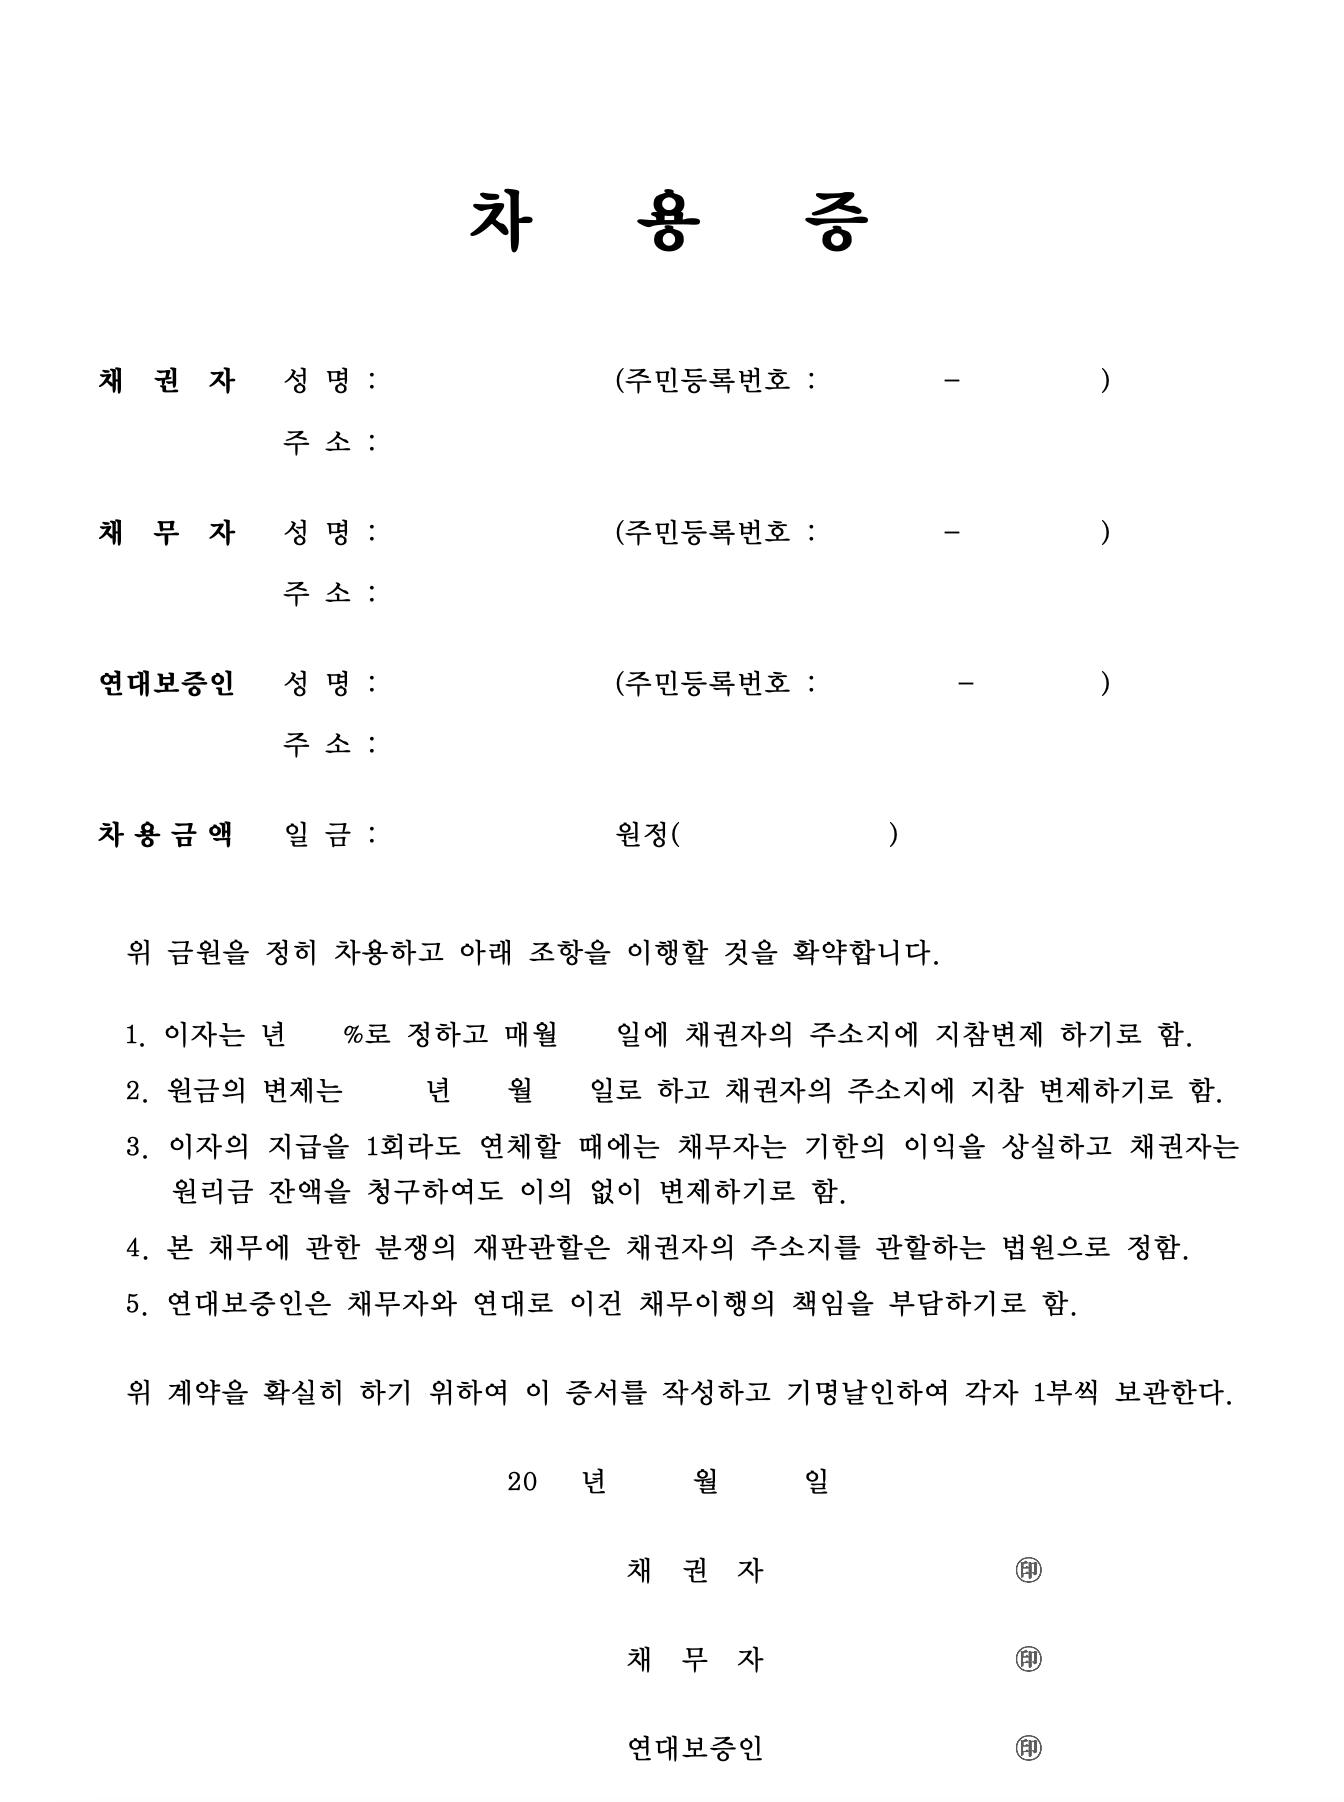 차 용 증
채 권 자 성 명 : (주민등록번호 : – )
주 소 :
채 무 자 성 명 : (주민등록번호 : – )
주 소 :
연대보증인 성 명 : (주민등록번호 : – )
주 소 :
차용금액 일 금 : 원정( )
위 금원을 정히 차용하고 아래 조항을 이행할 것을 확약합니다.
1. 이자는 년 %로 정하고 매월 일에 채권자의 주소지에 지참변제 하기로 함.
2. 원금의 변제는 년 월 일로 하고 채권자의 주소지에 지참 변제하기로 함.
3. 이자의 지급을 1회라도 연체할 때에는 채무자는 기한의 이익을 상실하고 채권자는
원리금 잔액을 청구하여도 이의 없이 변제하기로 함.
4. 본 채무에 관한 분쟁의 재판관할은 채권자의 주소지를 관할하는 법원으로 정함.
5. 연대보증인은 채무자와 연대로 이건 채무이행의 책임을 부담하기로 함.
위 계약을 확실히 하기 위하여 이 증서를 작성하고 기명날인하여 각자 1부씩 보관한다.
20 년 월 일
채 권 자 ㊞
채 무 자 ㊞
연대보증인 ㊞